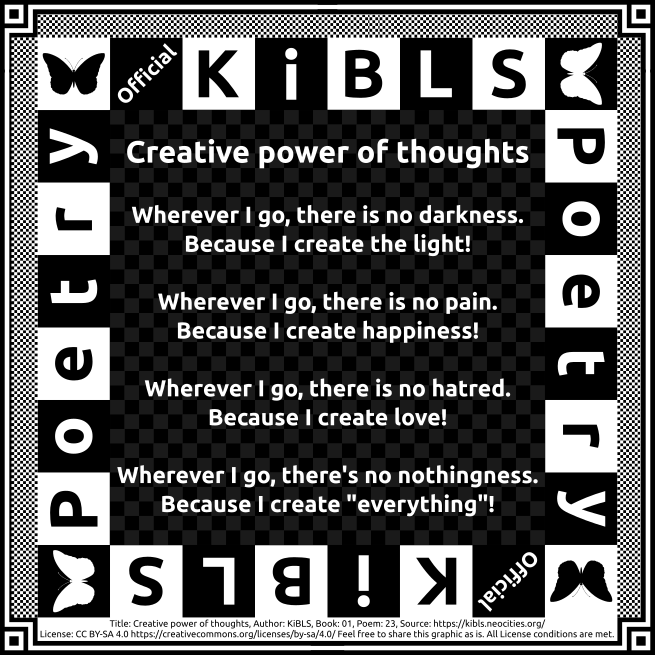 Official KiBLS
Poetry
Poetry
Creative power of thoughts
Wherever I go, there is no darkness.
Because I create the light!
Wherever I go, there is no pain.
Because I create happiness!
Wherever I go, there is no hatred.
Because I create love!
Wherever I go, there's no nothingness.
Because I create "everything"!
Official KiBLS
Title: Creative power of thoughts, Author: KiBLS, Book: 01, Poem: 23, Source: https://kibls.neocities.org/
License: CC BY-SA 4.0 https://creativecommons.org/licenses/by-sa/4.0/ Feel free to share this graphic as is. All License conditions are met.